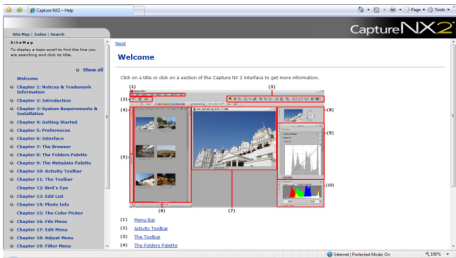 Capture NX2 - Help
Page
Tools
CaptureNX2
Site Map | Index | Search
SiteMap
To display a topic scroll to find the line you
are searching and click its title.
Show all
Welcome
Chapter 1: Notices & Trademark
Information
Chapter 2: Introduction
Chapter 3: System Requirements &
Installation
Chapter 4: Getting Started
Chapter 5: Preferences
Chapter 6: Interface
Chapter 7: The Browser
Chapter 8: The Folders Palette
Chapter 9: The Metadata Palette
Chapter 10: Activity Toolbar
Chapter 11: The Toolbar
Chapter 12: Bird's Eye
Chapter 13: Edit List
Chapter 14: Photo Info
Chapter 15: The Color Picker
Chapter 16: File Menu
Chapter 17: Edit Menu
Chapter 18: Adjust Menu
Chapter 19: Filter Menu
Next
Welcome
Click on a title or click on a section of the Capture NX 2 interface to get more information.
(1)
(2)
(3)
(4)
(5)
(6)
(7)
(8)
(9)
(10)
(1) Menu Bar
(2) Activity Toolbar
(3) The Toolbar
(4) The Folders Palette
Internet | Protected Mode: On
100%